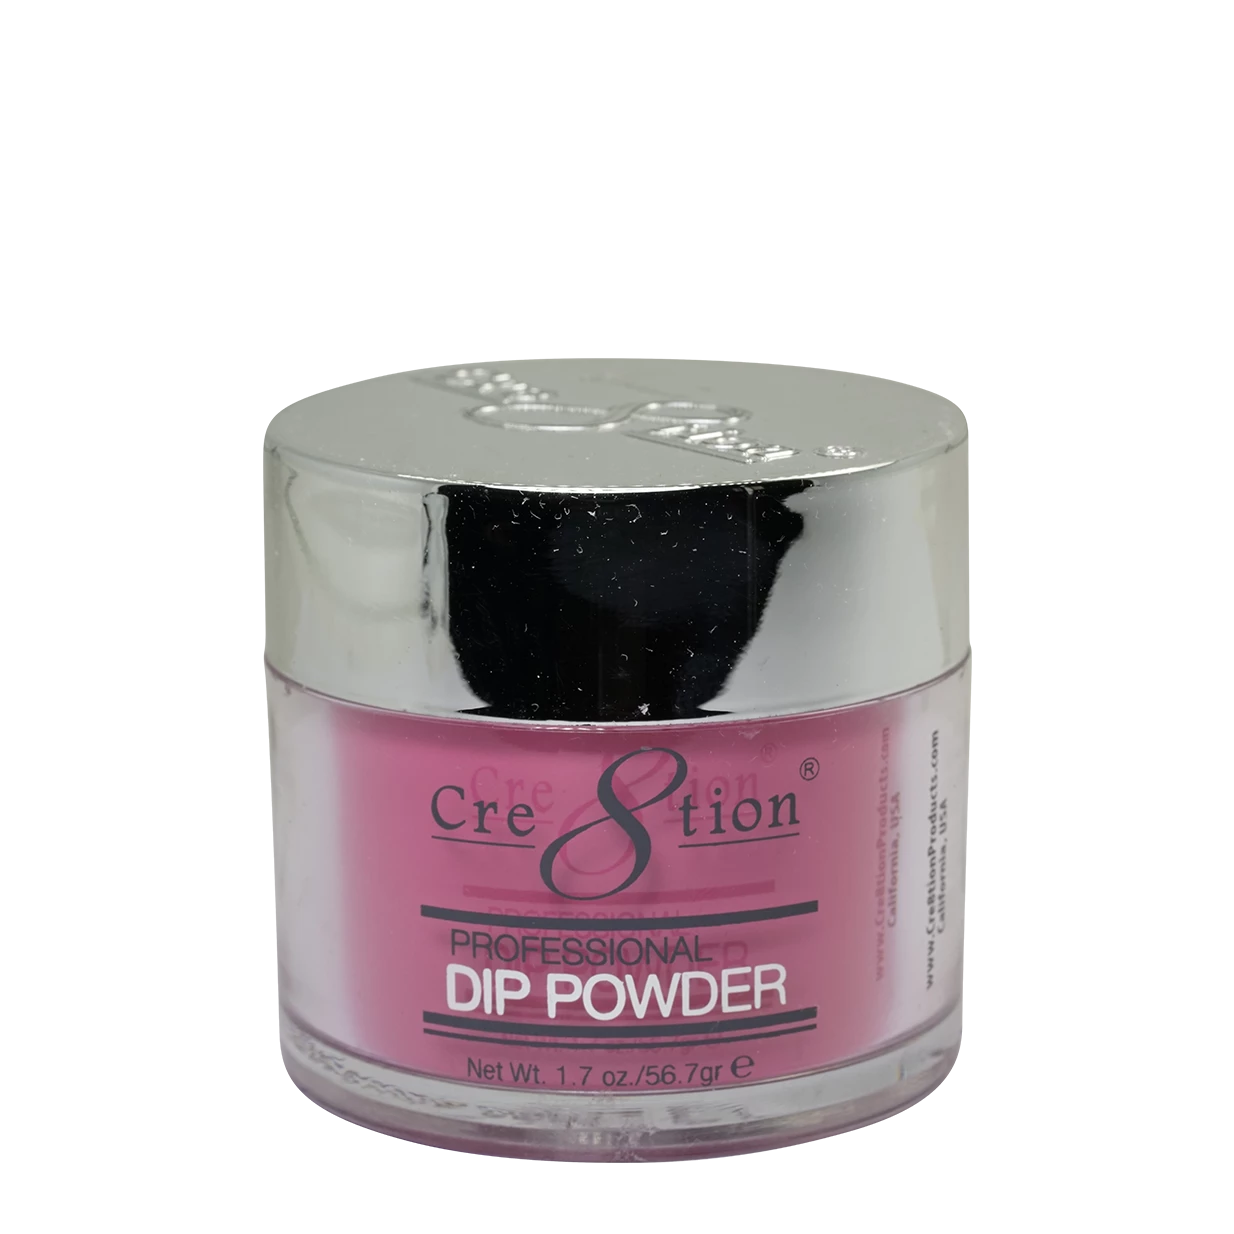 Cre8tion®
PROFESSIONAL
DIP POWDER
Net Wt. 1.7 oz./56.7gr ℮
www.Cre8tionProducts.com
California, USA